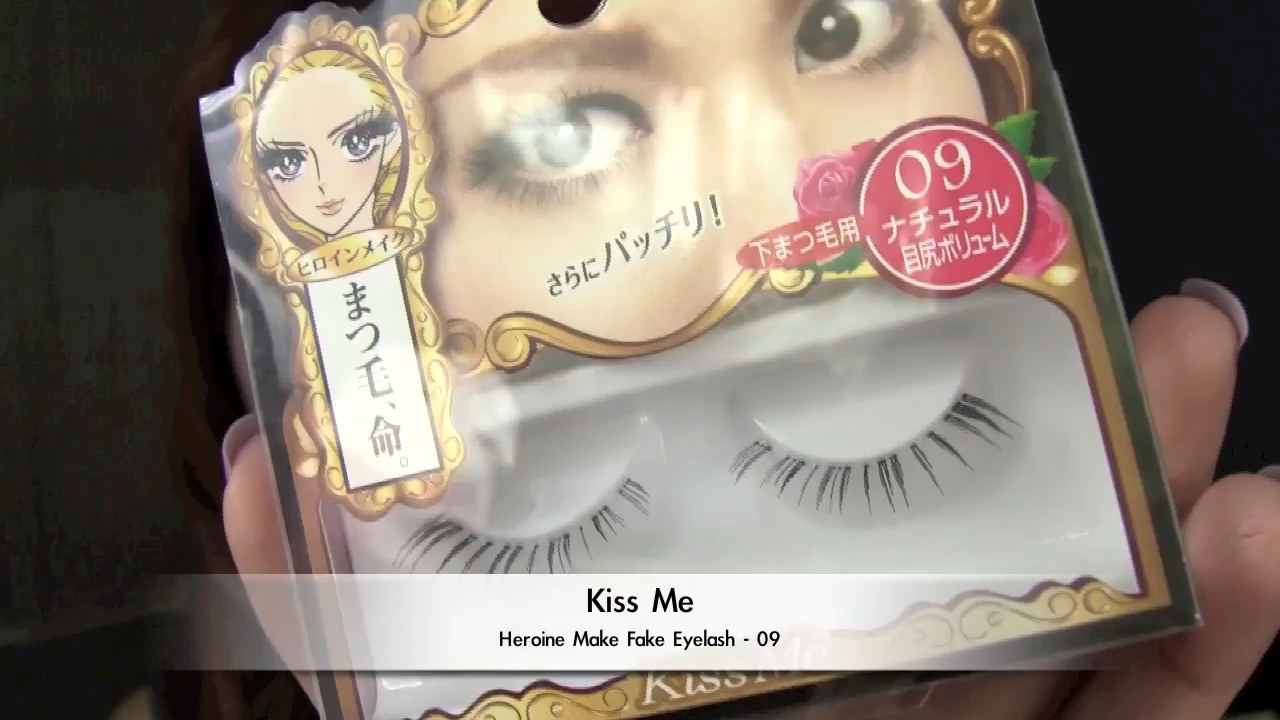 09
ナチュラル
目尻ボリューム
下まつ毛用
さらにパッチリ!
ヒロインメイク
まつ毛、命。
Kiss Me
Heroine Make Fake Eyelash - 09
Kiss Me